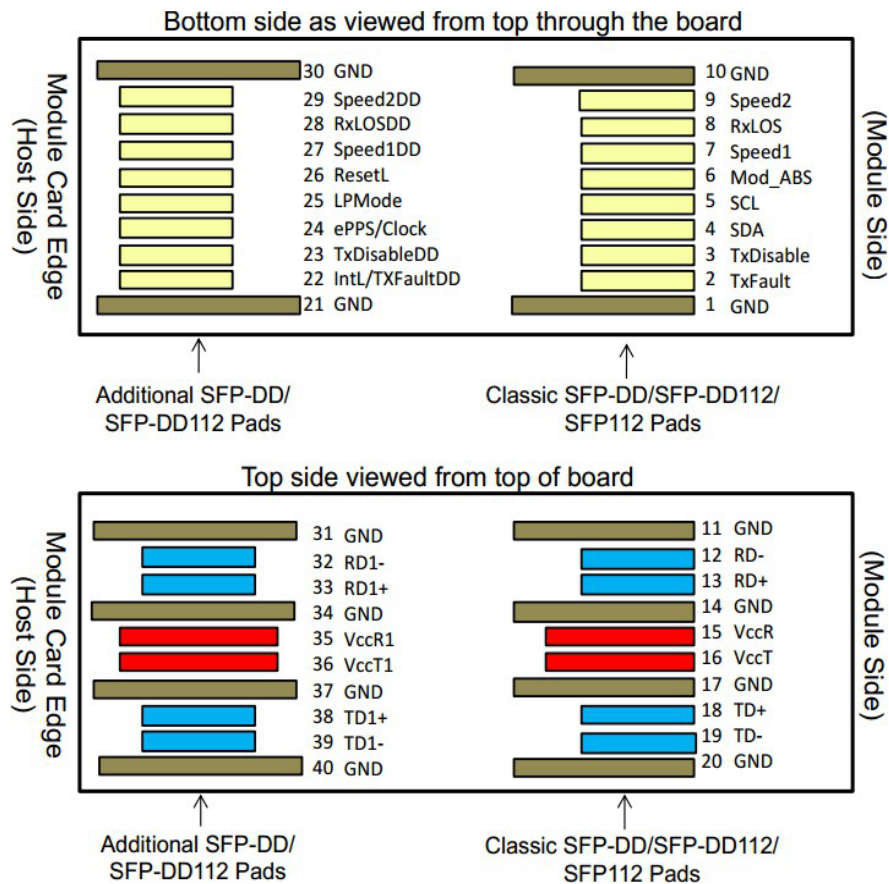 Bottom side as viewed from top through the board
Module Card Edge
(Host Side)
30 GND
29 Speed2DD
28 RxLOSDD
27 Speed1DD
26 ResetL
25 LPMode
24 ePPS/Clock
23 TxDisableDD
22 IntL/TXFaultDD
21 GND
10 GND
9 Speed2
8 RxLOS
7 Speed1
6 Mod_ABS
5 SCL
4 SDA
3 TxDisable
2 TxFault
1 GND
(Module Side)
Additional SFP-DD/
SFP-DD112 Pads
Classic SFP-DD/SFP-DD112/
SFP112 Pads
Top side viewed from top of board
Module Card Edge
(Host Side)
31 GND
32 RD1-
33 RD1+
34 GND
35 VccR1
36 VccT1
37 GND
38 TD1+
39 TD1-
40 GND
11 GND
12 RD-
13 RD+
14 GND
15 VccR
16 VccT
17 GND
18 TD+
19 TD-
20 GND
(Module Side)
Additional SFP-DD/
SFP-DD112 Pads
Classic SFP-DD/SFP-DD112/
SFP112 Pads